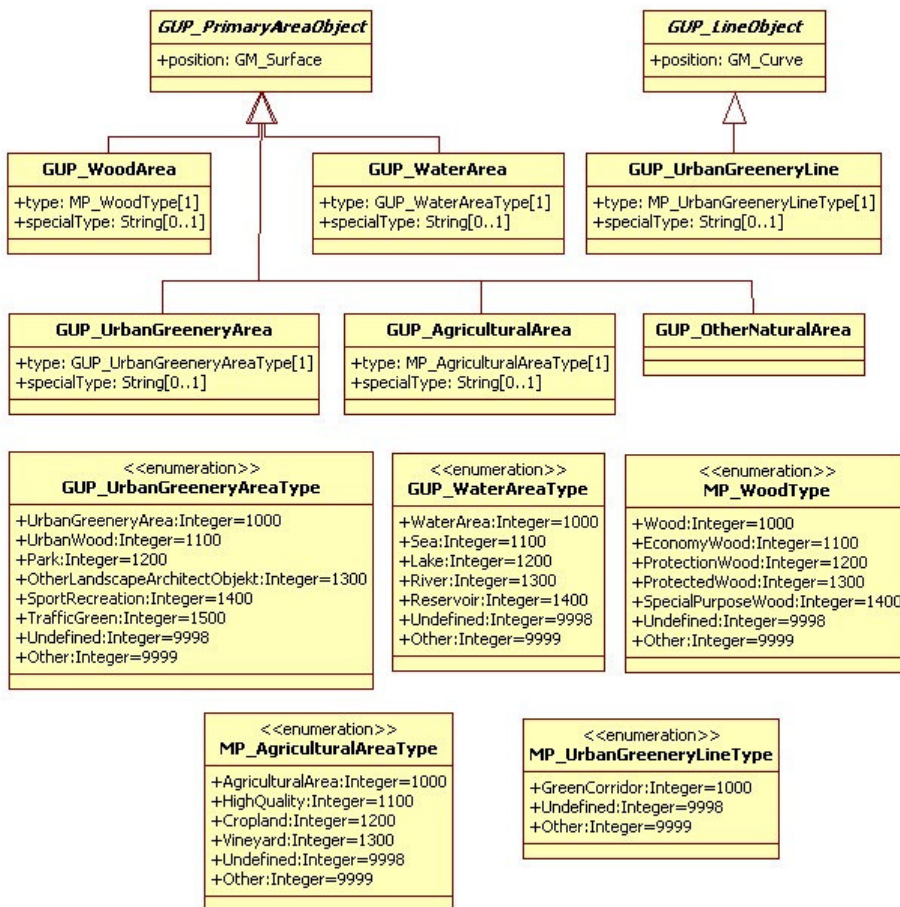 GUP_PrimaryAreaObject
+position: GM_Surface
GUP_LineObject
+position: GM_Curve
GUP_WoodArea
+type: MP_WoodType[1]
+specialType: String[0..1]
GUP_WaterArea
+type: GUP_WaterAreaType[1]
+specialType: String[0..1]
GUP_UrbanGreeneryLine
+type: MP_UrbanGreeneryLineType[1]
+specialType: String[0..1]
GUP_UrbanGreeneryArea
+type: GUP_UrbanGreeneryAreaType[1]
+specialType: String[0..1]
GUP_AgriculturalArea
+type: MP_AgriculturalAreaType[1]
+specialType: String[0..1]
GUP_OtherNaturalArea
<<enumeration>>
GUP_UrbanGreeneryAreaType
+UrbanGreeneryArea:Integer=1000
+UrbanWood:Integer=1100
+Park:Integer=1200
+OtherLandscapeArchitectObjekt:Integer=1300
+SportRecreation:Integer=1400
+TrafficGreen:Integer=1500
+Undefined:Integer=9998
+Other:Integer=9999
<<enumeration>>
GUP_WaterAreaType
+WaterArea:Integer=1000
+Sea:Integer=1100
+Lake:Integer=1200
+River:Integer=1300
+Reservoir:Integer=1400
+Undefined:Integer=9998
+Other:Integer=9999
<<enumeration>>
MP_WoodType
+Wood:Integer=1000
+EconomyWood:Integer=1100
+ProtectionWood:Integer=1200
+ProtectedWood:Integer=1300
+SpecialPurposeWood:Integer=1400
+Undefined:Integer=9998
+Other:Integer=9999
<<enumeration>>
MP_AgriculturalAreaType
+AgriculturalArea:Integer=1000
+HighQuality:Integer=1100
+Cropland:Integer=1200
+Vineyard:Integer=1300
+Undefined:Integer=9998
+Other:Integer=9999
<<enumeration>>
MP_UrbanGreeneryLineType
+GreenCorridor:Integer=1000
+Undefined:Integer=9998
+Other:Integer=9999